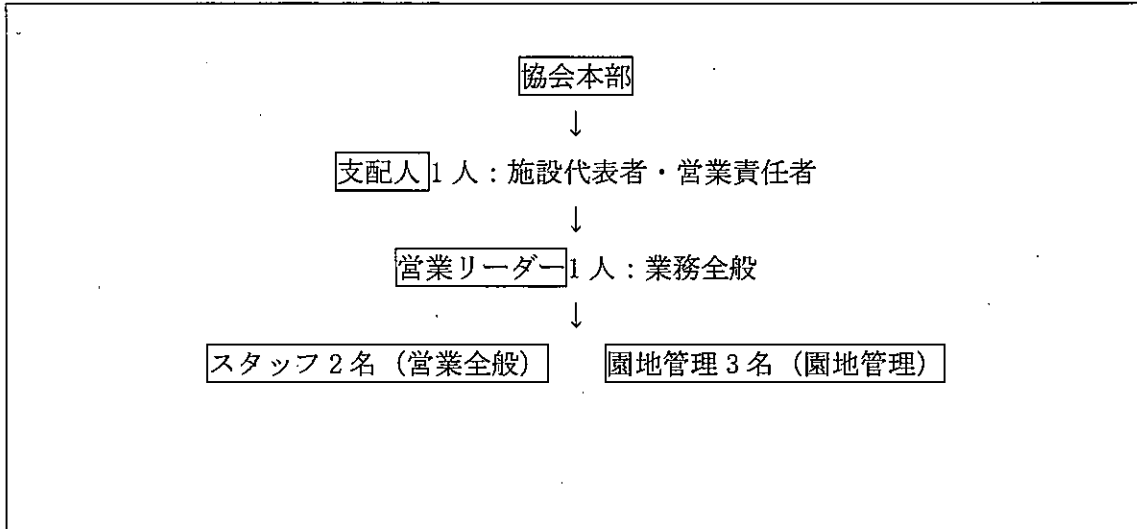 協会本部
↓
支配人1人：施設代表者・営業責任者
↓
営業リーダー1人：業務全般
↓
スタッフ2名（営業全般） 園地管理3名（園地管理）